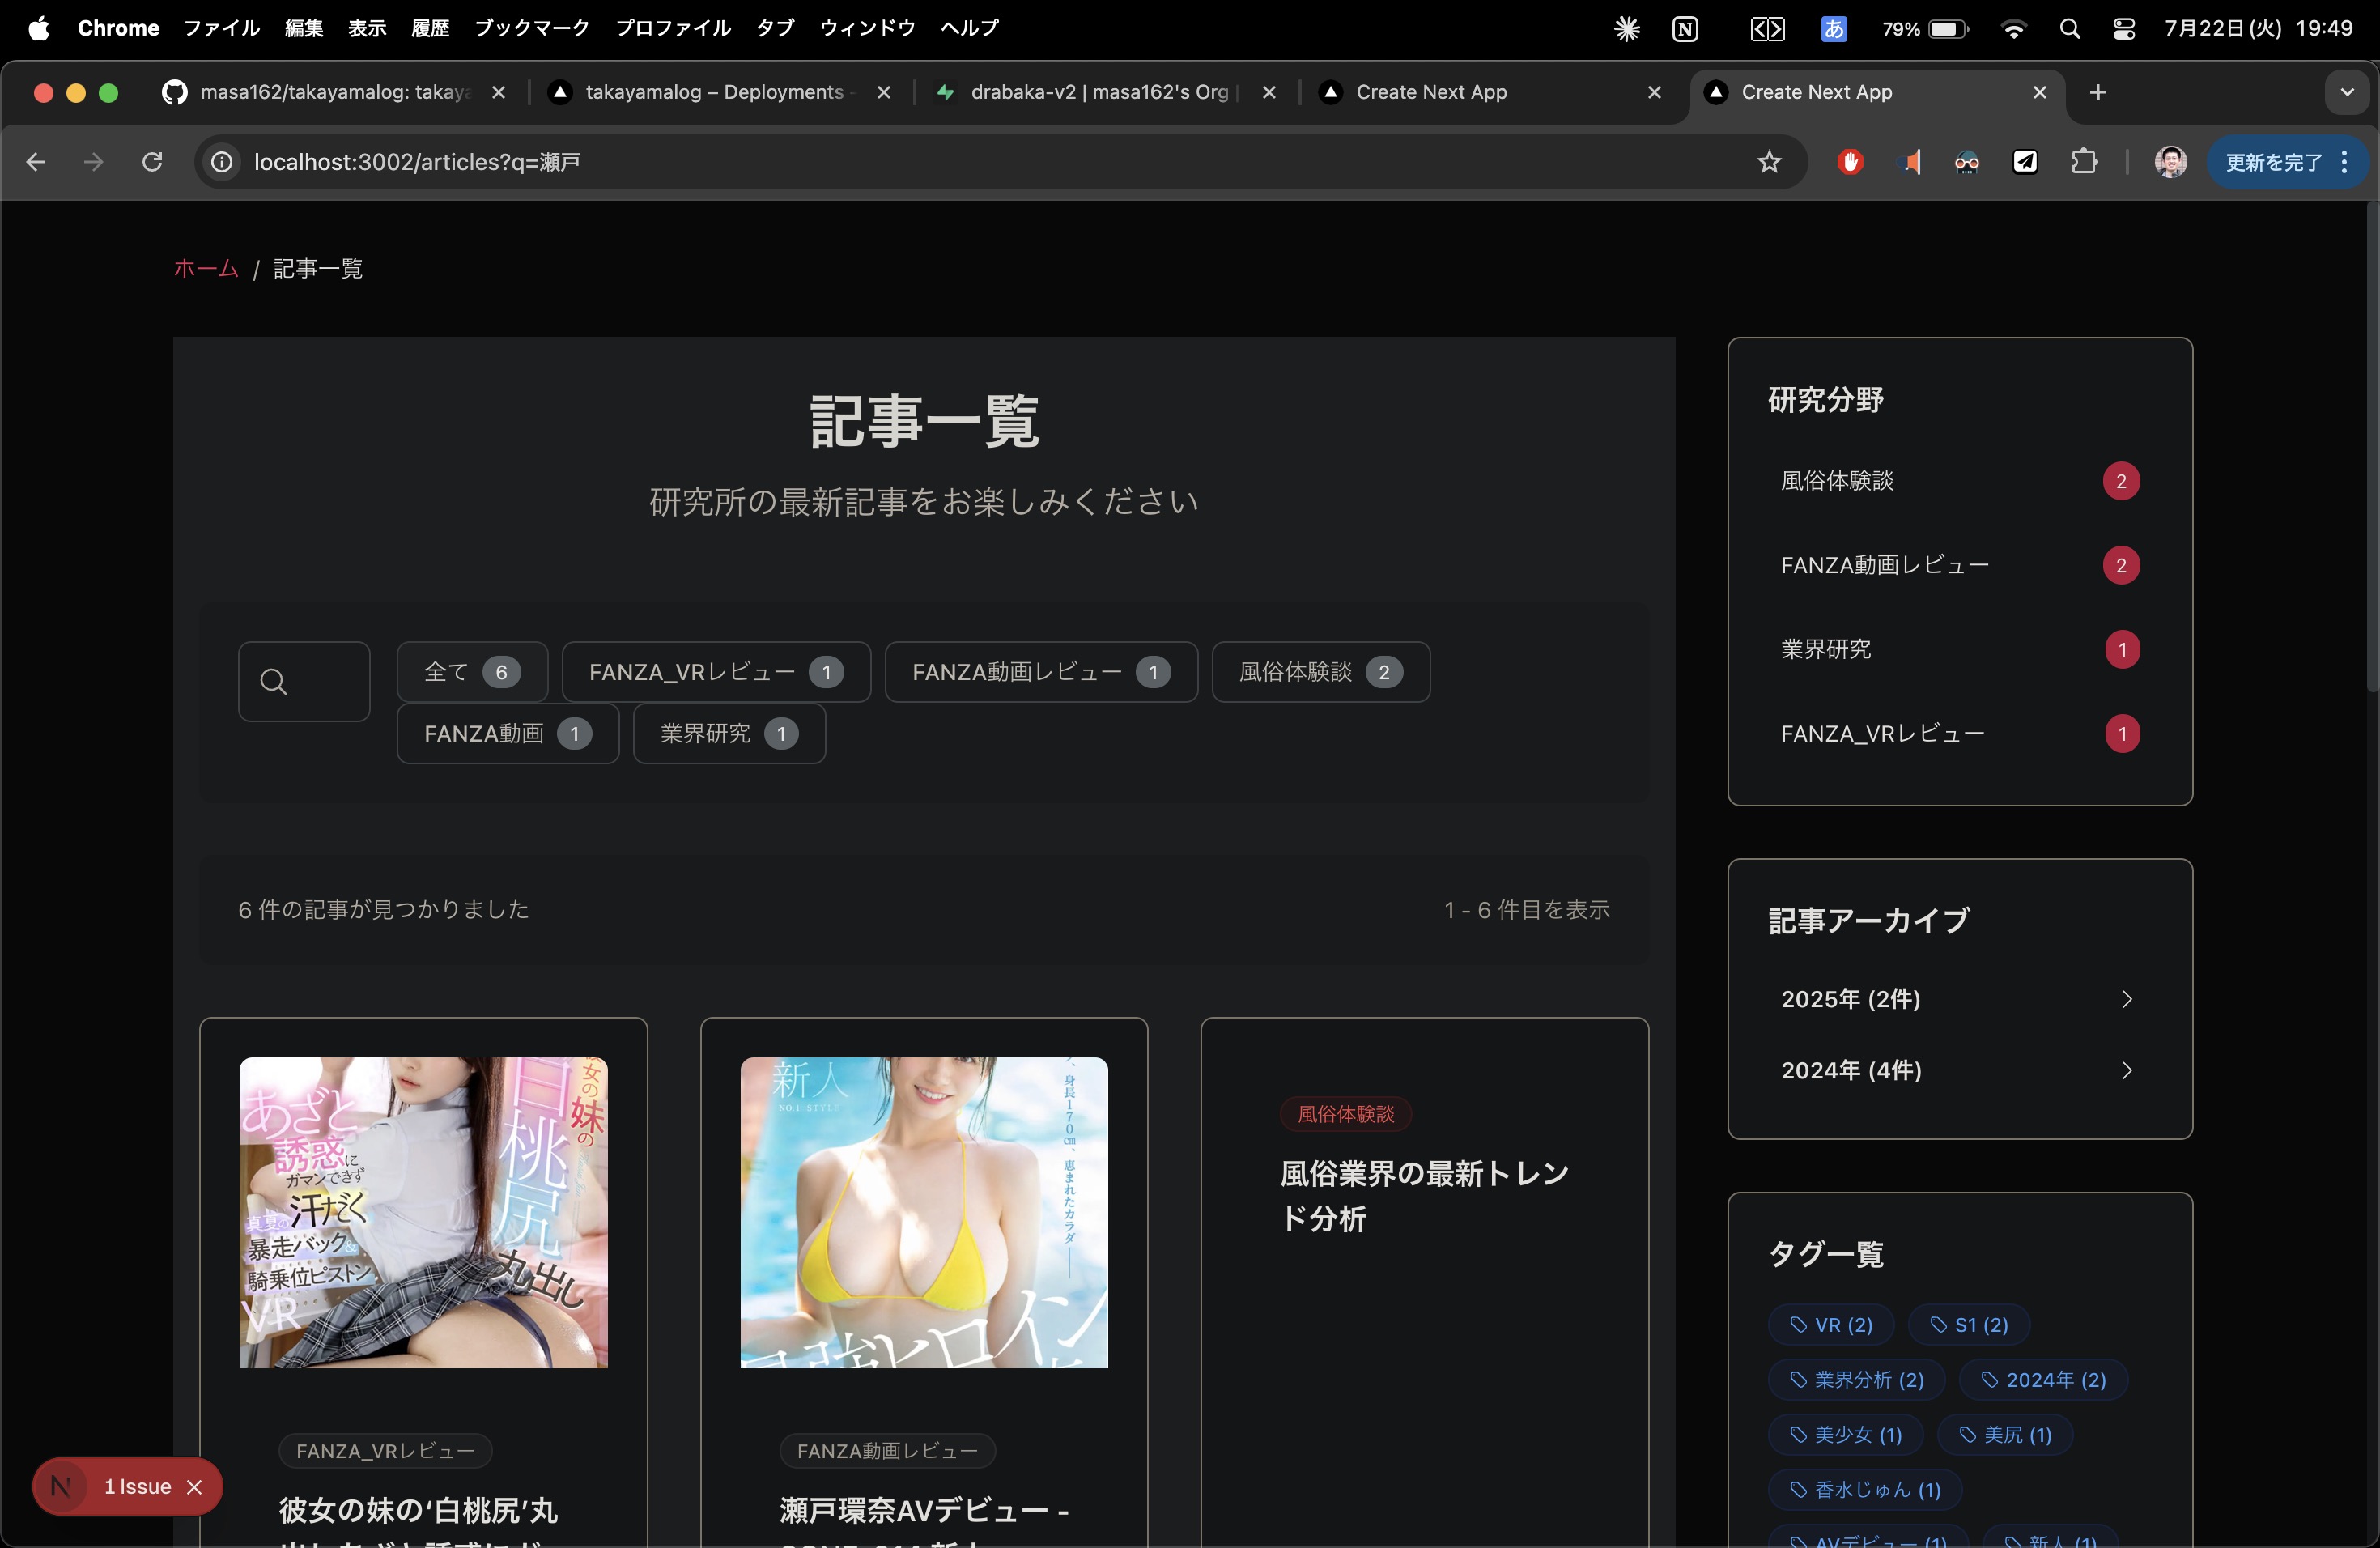 Chrome ファイル 編集 表示 履歴 ブックマーク プロファイル タブ ウィンドウ ヘルプ
N あ 79% 7月22日(火) 19:49
masa162/takayamalog: takaya
takayamalog – Deployments -
drabaka-v2 | masa162's Org |
Create Next App
Create Next App
localhost:3002/articles?q=瀬戸
更新を完了
ホーム / 記事一覧
記事一覧
研究所の最新記事をお楽しみください
全て 6
FANZA_VRレビュー 1
FANZA動画レビュー 1
風俗体験談 2
FANZA動画 1
業界研究 1
6 件の記事が見つかりました
1 - 6 件目を表示
女の妹の
白桃尻
丸出し
あざと
誘惑に
ガマンできず
汗だく
真夏の
暴走バック&
騎乗位ピストン
VR
FANZA_VRレビュー
彼女の妹の‘白桃尻’丸
新人
NO.1 STYLE
、身長170㎝、恵まれたカラダ——
最強ヒロイン
FANZA動画レビュー
瀬戸環奈AVデビュー -
風俗体験談
風俗業界の最新トレン
ド分析
研究分野
風俗体験談 2
FANZA動画レビュー 2
業界研究 1
FANZA_VRレビュー 1
記事アーカイブ
2025年 (2件)
2024年 (4件)
タグ一覧
VR (2)
S1 (2)
業界分析 (2)
2024年 (2)
美少女 (1)
美尻 (1)
香水じゅん (1)
AVデビュー (1)
新人 (1)
N 1 Issue